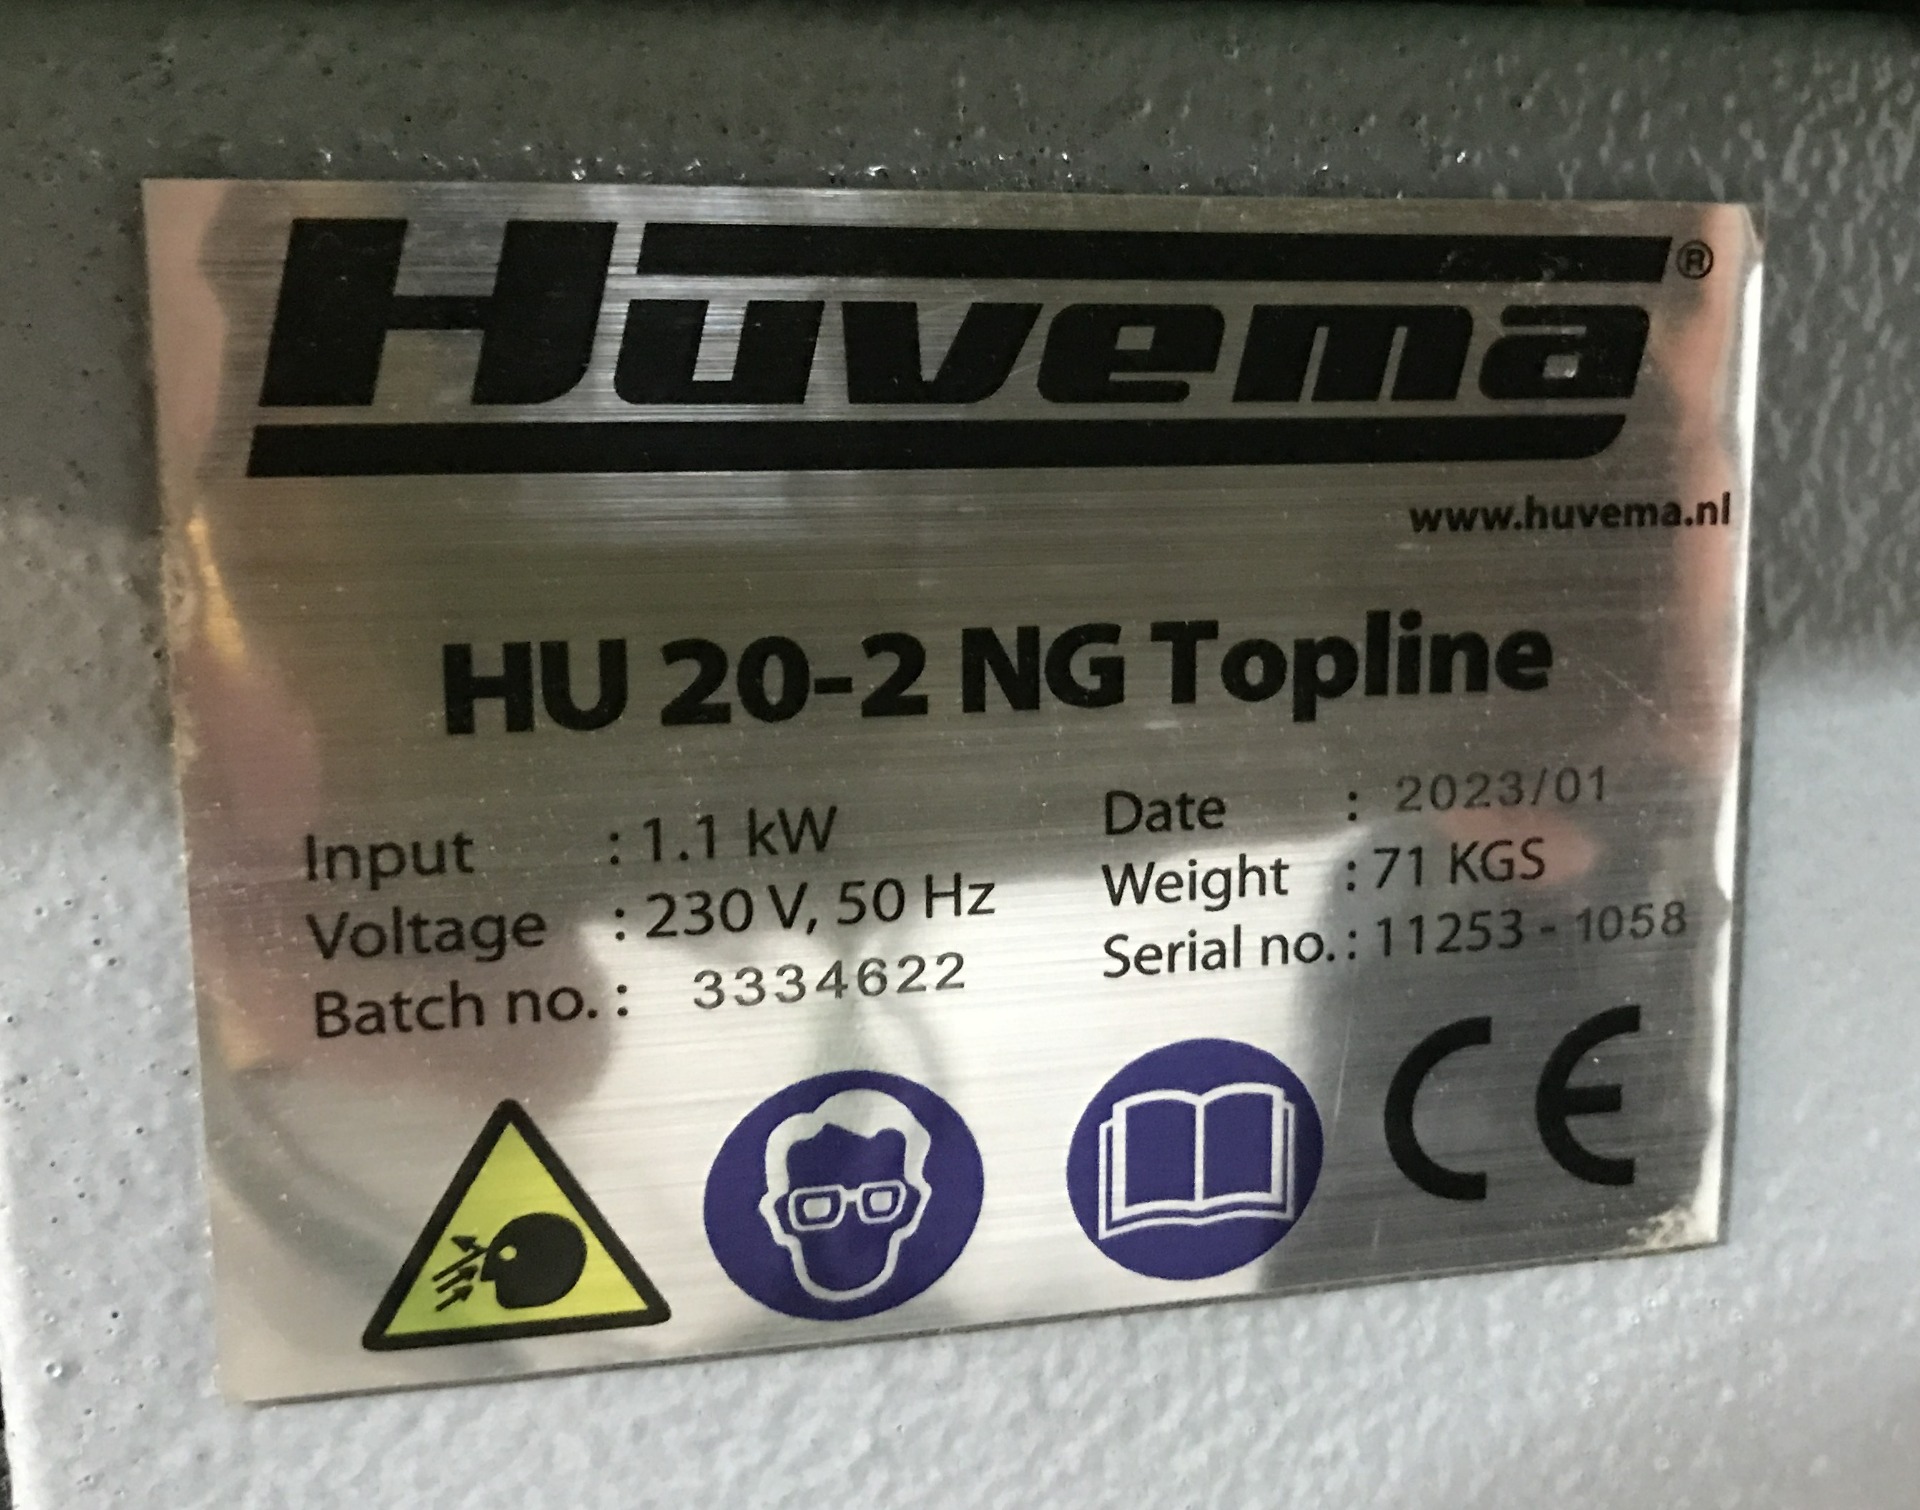 Huvema®
www.huvema.nl
HU 20-2 NG Topline
Input : 1.1 kW
Voltage : 230 V, 50 Hz
Batch no. : 3334622
Date : 2023/01
Weight : 71 KGS
Serial no. : 11253 - 1058
CE